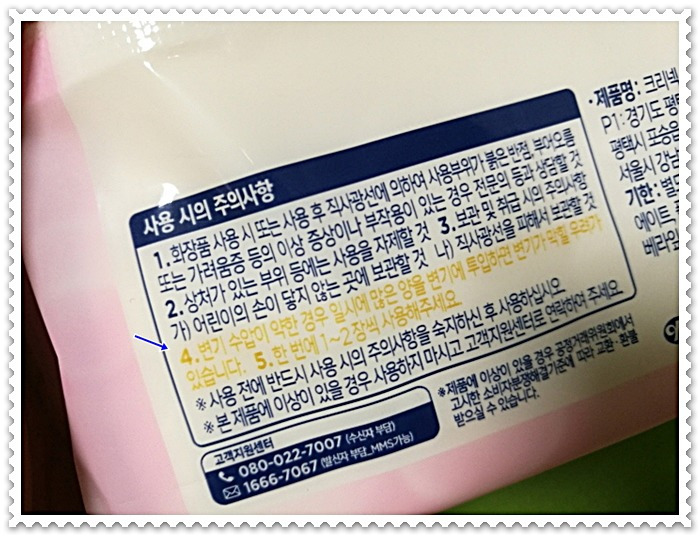 사용 시의 주의사항
1. 화장품 사용 시 또는 사용 후 직사광선에 의하여 사용부위가 붉은 반점, 부어오름
또는 가려움증 등의 이상 증상이나 부작용이 있는 경우 전문의 등과 상담할 것
2. 상처가 있는 부위 등에는 사용을 자제할 것 3. 보관 및 취급 시의 주의사항
가) 어린이의 손이 닿지 않는 곳에 보관할 것 나) 직사광선을 피해서 보관할 것
4. 변기 수압이 약한 경우 일시에 많은 양을 변기에 투입하면 변기가 막힐 우려가
있습니다. 5. 한 번에 1~2장씩 사용해주세요.
※ 사용 전에 반드시 사용 시의 주의사항을 숙지하신 후 사용하십시오.
※ 본 제품에 이상이 있을 경우 사용하지 마시고 고객지원센터로 연락하여 주세요.
고객지원센터
080-022-7007 (수신자 부담)
1666-7067 (발신자 부담_MMS가능)
※제품에 이상이 있을 경우 공정거래위원회에서
고시한 소비자분쟁해결기준에 따라 교환·환불
받으실 수 있습니다.
·제품명: 크리넥
P1: 경기도 평택
평택시 포승읍
서울시 강남
기한: 별도
에이트,
베라잎